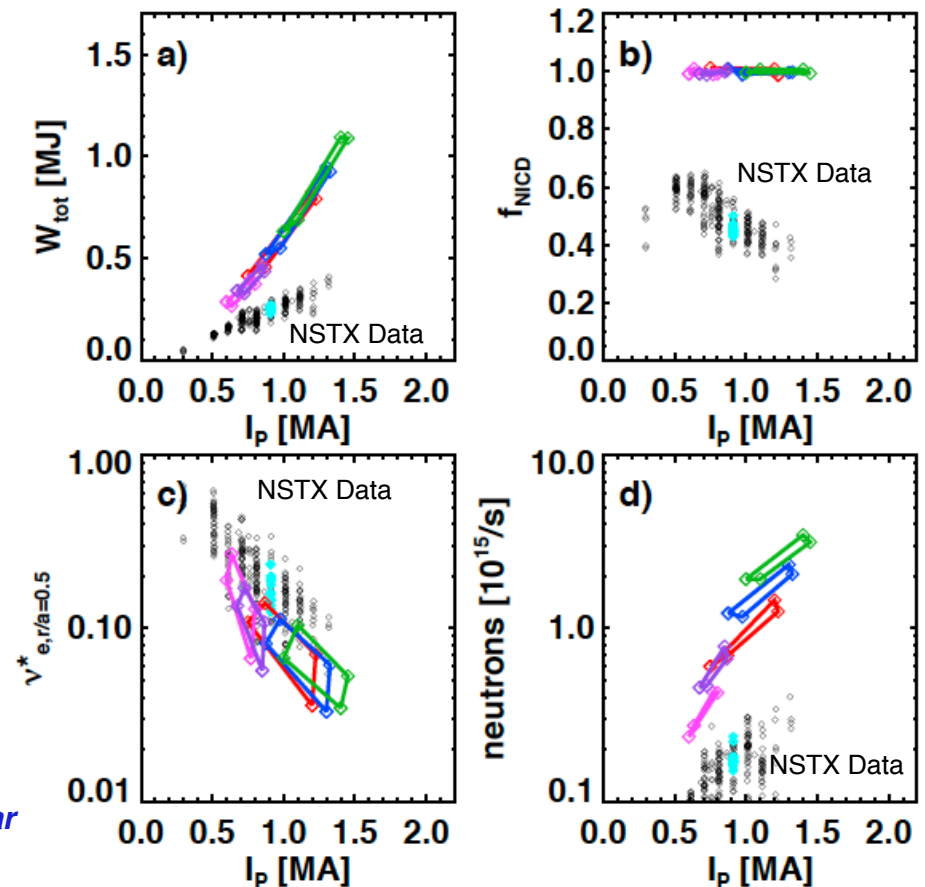 a)
W_tot [MJ]
1.5
1.0
0.5
0.0
NSTX Data
0.0 0.5 1.0 1.5 2.0
I_P [MA]
b)
f_NICD
1.2
1.0
0.8
0.6
0.4
0.2
0.0
NSTX Data
0.0 0.5 1.0 1.5 2.0
I_P [MA]
c)
ν*_e,r/a=0.5
1.00
0.10
0.01
NSTX Data
0.0 0.5 1.0 1.5 2.0
I_P [MA]
d)
neutrons [10^15/s]
10.0
1.0
0.1
NSTX Data
0.0 0.5 1.0 1.5 2.0
I_P [MA]